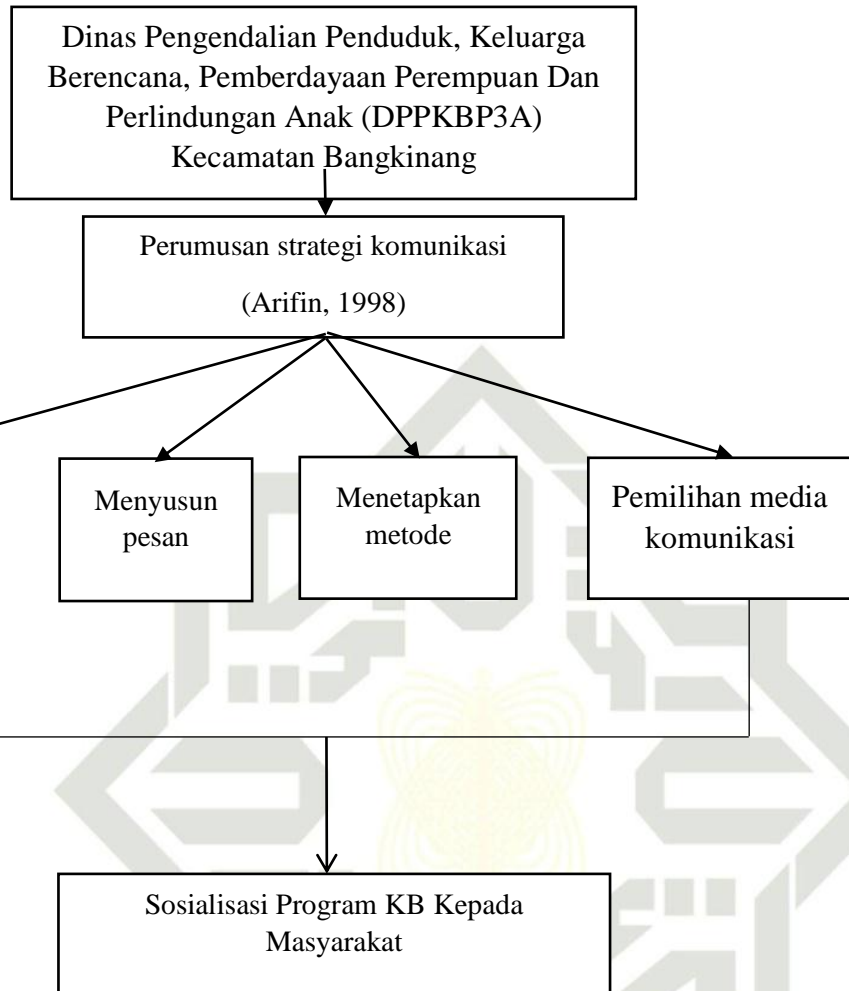 Dinas Pengendalian Penduduk, Keluarga
Berencana, Pemberdayaan Perempuan Dan
Perlindungan Anak (DPPKBP3A)
Kecamatan Bangkinang
Perumusan strategi komunikasi
(Arifin, 1998)
Menyusun
pesan
Menetapkan
metode
Pemilihan media
komunikasi
Sosialisasi Program KB Kepada
Masyarakat